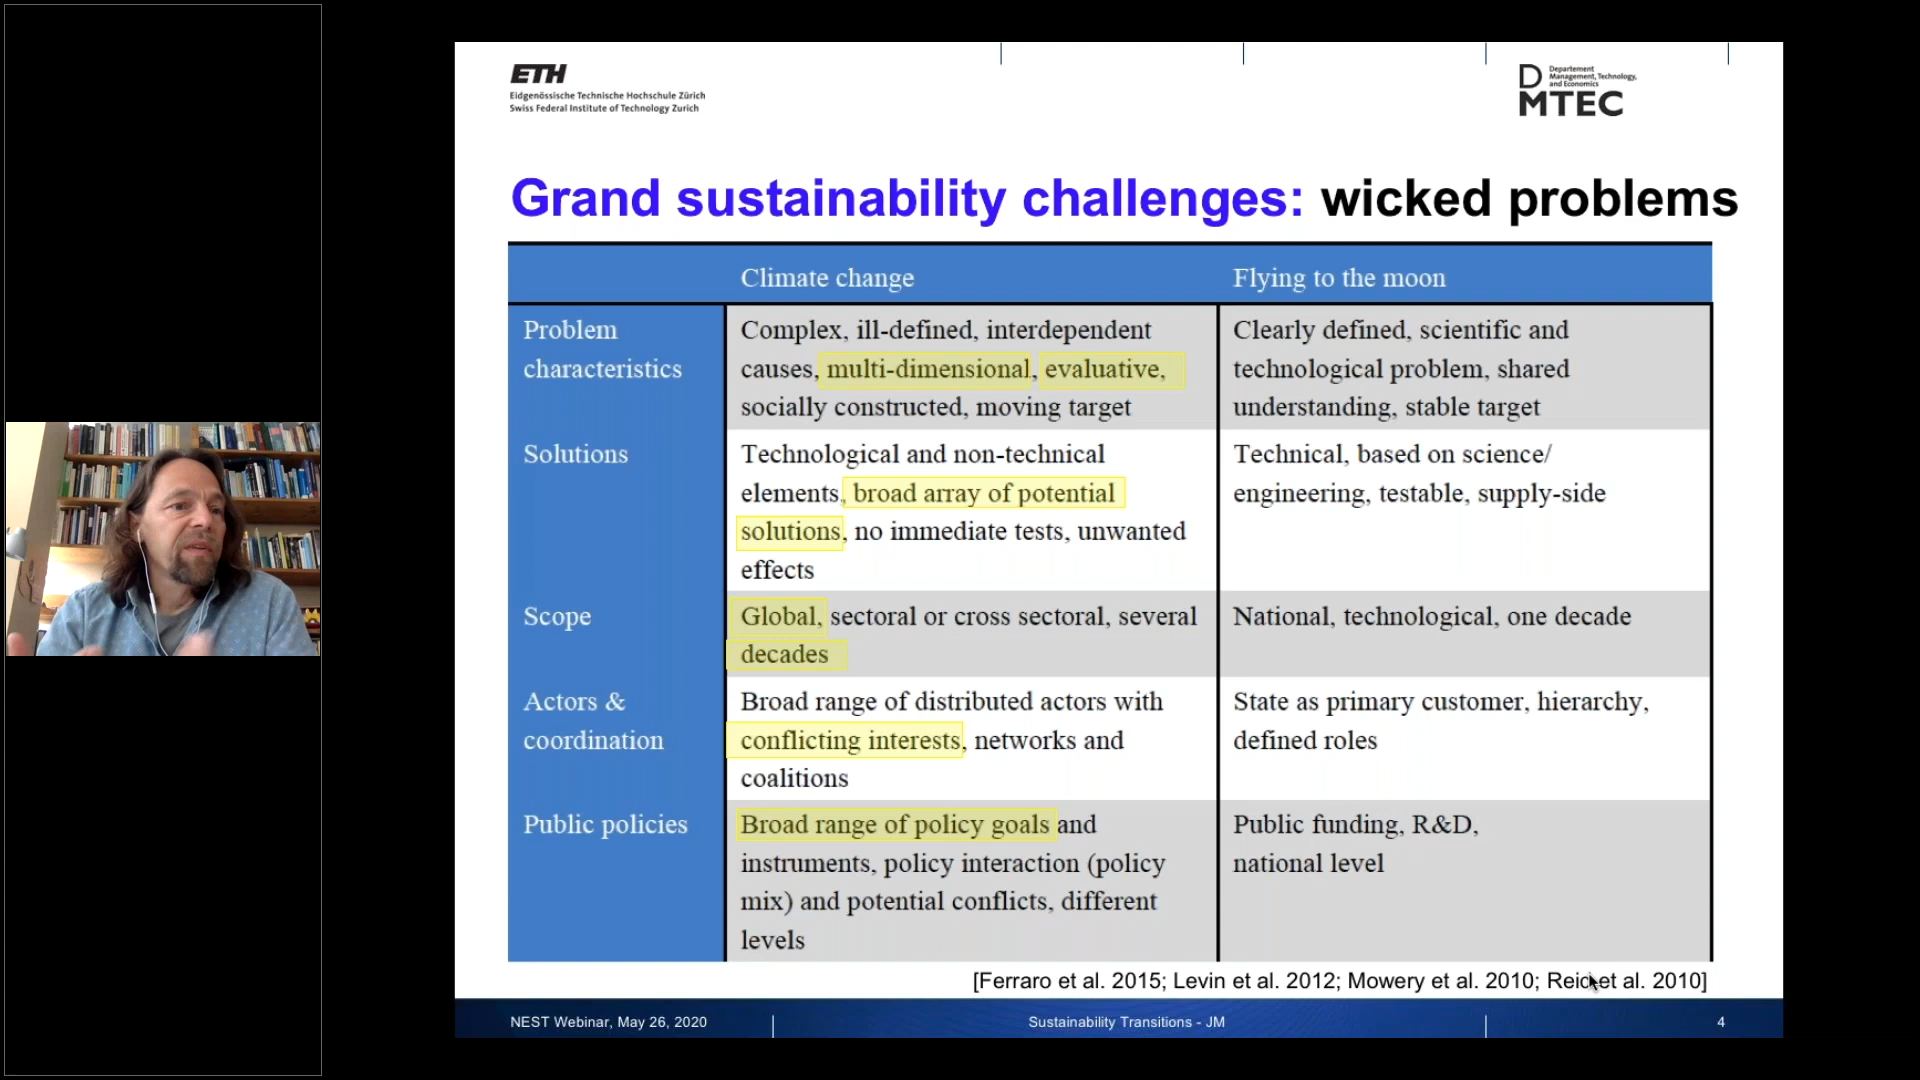 ETH
Eidgenössische Technische Hochschule Zürich
Swiss Federal Institute of Technology Zurich
D
Departement
Management, Technology,
and Economics
MTEC
Grand sustainability challenges: wicked problems
Climate change
Flying to the moon
Problem
characteristics
Complex, ill-defined, interdependent
causes, multi-dimensional, evaluative,
socially constructed, moving target
Clearly defined, scientific and
technological problem, shared
understanding, stable target
Solutions
Technological and non-technical
elements, broad array of potential
solutions, no immediate tests, unwanted
effects
Technical, based on science/
engineering, testable, supply-side
Scope
Global, sectoral or cross sectoral, several
decades
National, technological, one decade
Actors &
coordination
Broad range of distributed actors with
conflicting interests, networks and
coalitions
State as primary customer, hierarchy,
defined roles
Public policies
Broad range of policy goals and
instruments, policy interaction (policy
mix) and potential conflicts, different
levels
Public funding, R&D,
national level
[Ferraro et al. 2015; Levin et al. 2012; Mowery et al. 2010; Reid et al. 2010]
NEST Webinar, May 26, 2020
Sustainability Transitions - JM
4